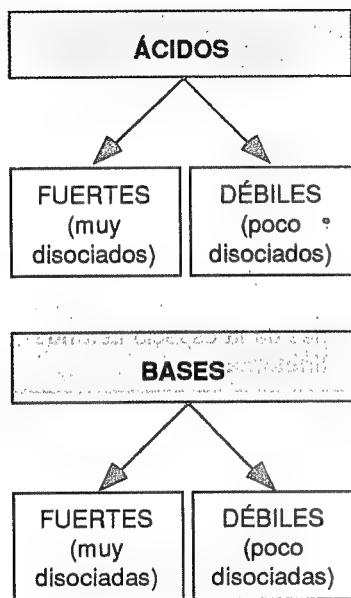 ÁCIDOS
FUERTES
(muy
disociados)
DÉBILES
(poco
disociados)
BASES
FUERTES
(muy
disociadas)
DÉBILES
(poco
disociadas)